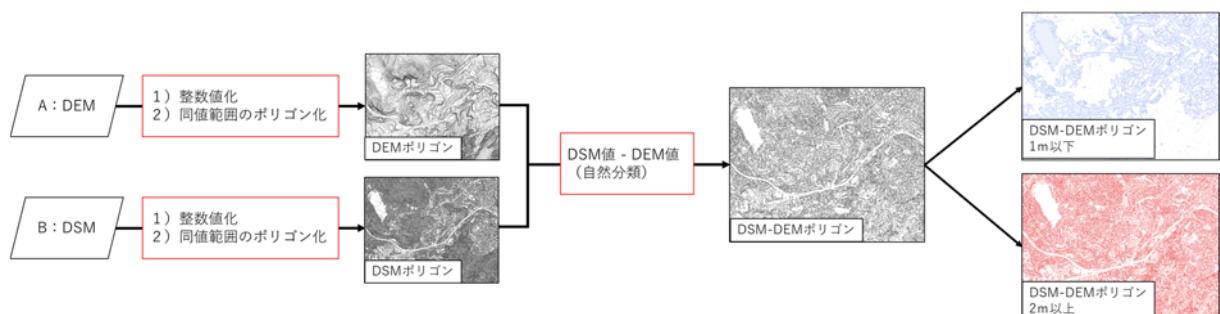 A：DEM
1）整数値化
2）同値範囲のポリゴン化
DEMポリゴン
B：DSM
1）整数値化
2）同値範囲のポリゴン化
DSMポリゴン
DSM値 - DEM値
（自然分類）
DSM-DEMポリゴン
DSM-DEMポリゴン
1m以下
DSM-DEMポリゴン
2m以上